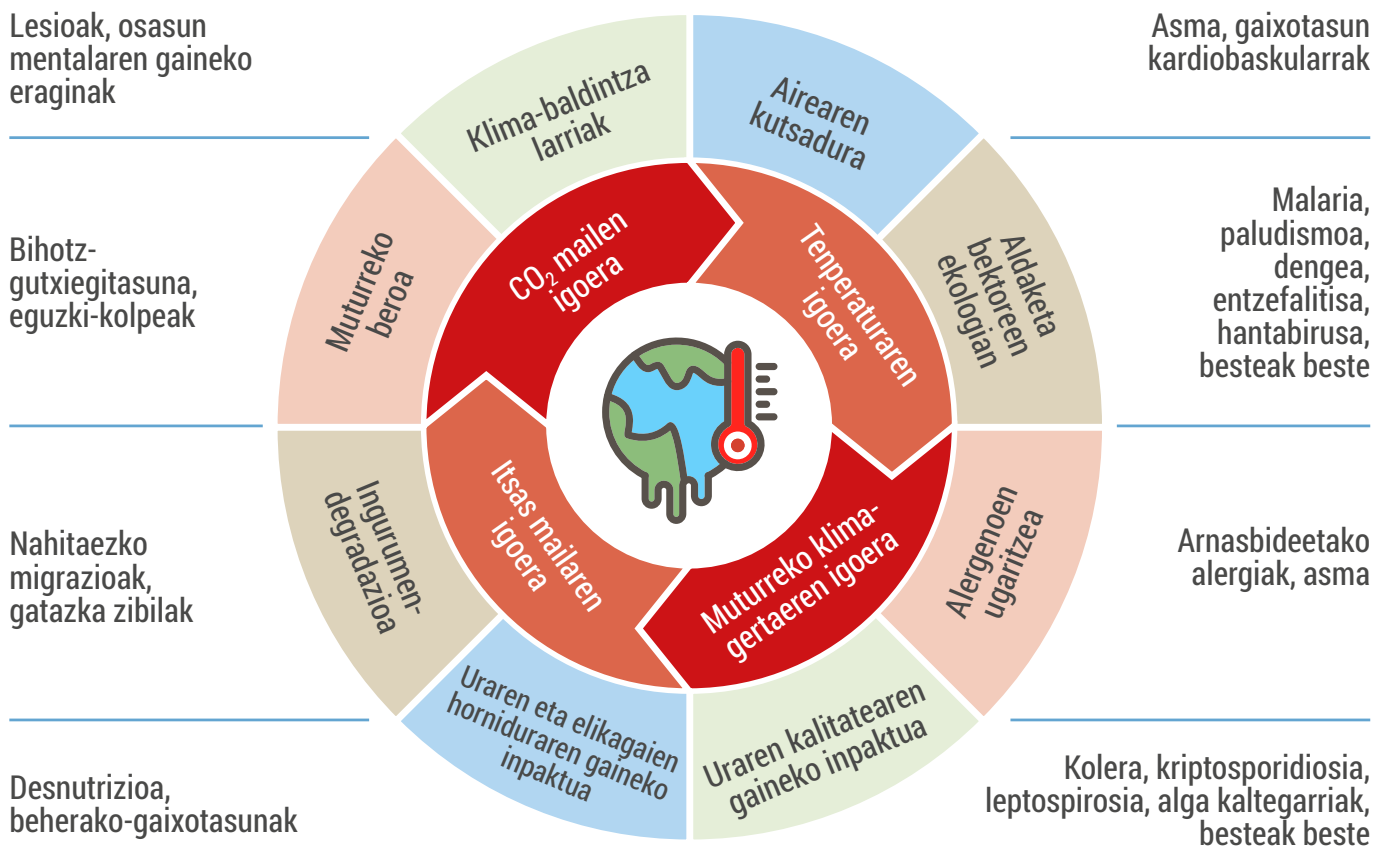 Lesioak, osasun
mentalaren gaineko
eraginak
Bihotz-
gutxiegitasuna,
eguzki-kolpeak
Nahitaezko
migrazioak,
gatazka zibilak
Desnutrizioa,
beherako-gaixotasunak
Klima-baldintza
larriak
Airearen
kutsadura
Aldaketa
bektoreen
ekologian
Alergenoen
ugaritzea
Uraren kalitatearen
gaineko inpaktua
Uraren eta elikagaien
horniduraren gaineko
inpaktua
Ingurumen-
degradazioa
Muturreko
beroa
CO₂ mailen
igoera
Tenperaturaren
igoera
Muturreko klima-
gertaeren igoera
Itsas mailaren
igoera
Asma, gaixotasun
kardiobaskularrak
Malaria,
paludismoa,
dengea,
entzefalitisa,
hantabirusa,
besteak beste
Arnasbideetako
alergiak, asma
Kolera, kriptosporidiosia,
leptospirosia, alga kaltegarriak,
besteak beste